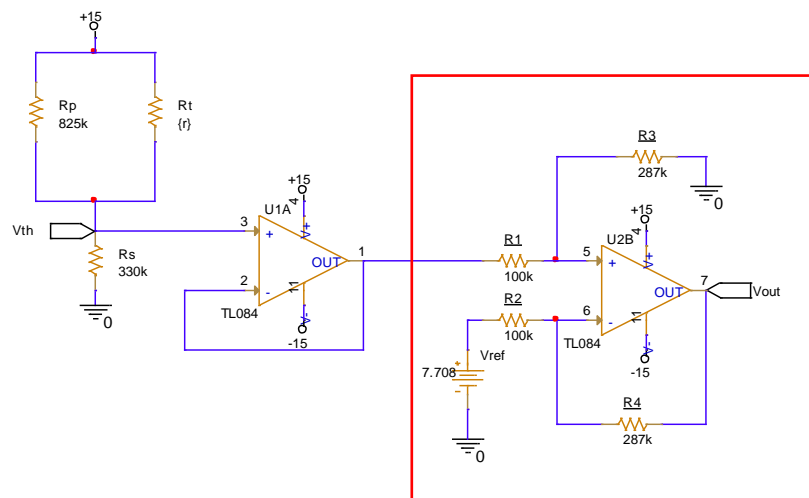 +15
Rp
825k
Rt
{r}
Vth
Rs
330k
0
+15
U1A
4
V+
3
+
1
OUT
2
-
11
V-
TL084
-15
R3
287k
0
+15
U2B
4
V+
R1
100k
5
+
7
OUT
Vout
R2
100k
6
-
11
V-
TL084
-15
Vref
+
7.708
-
0
R4
287k